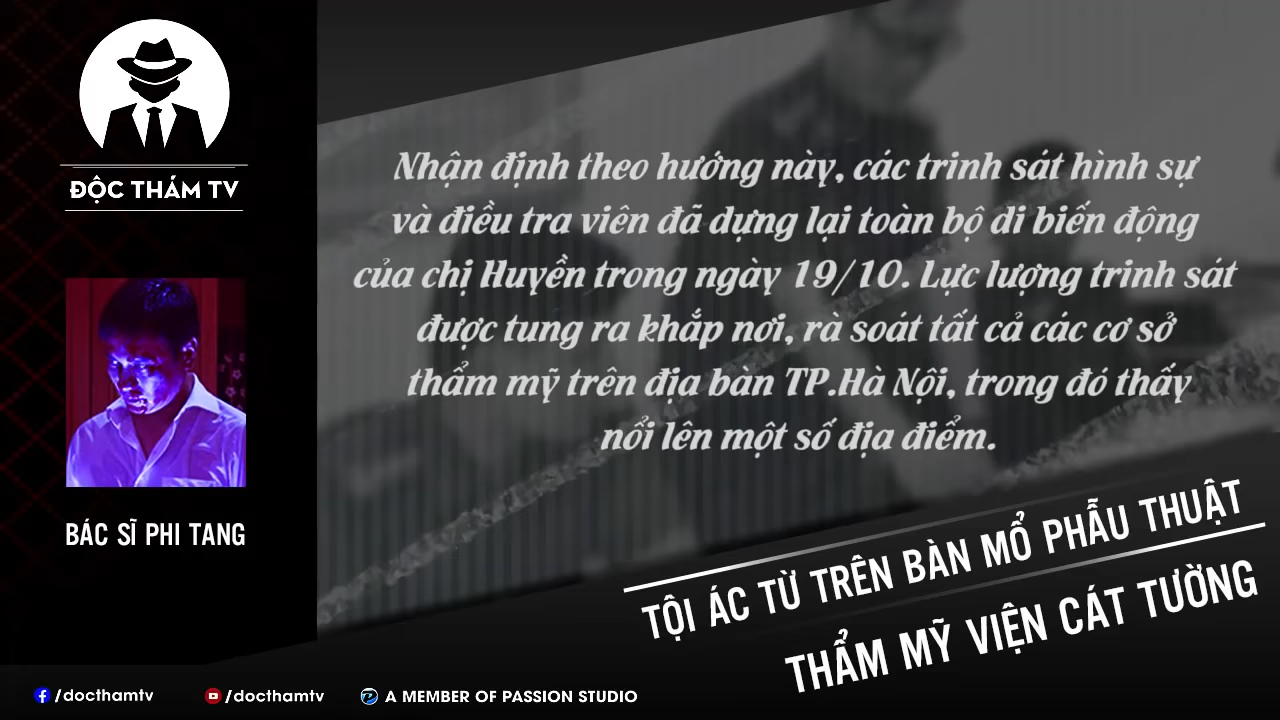 ĐỘC THÁM TV
BÁC SĨ PHI TANG
Nhận định theo hướng này, các trinh sát hình sự
và điều tra viên đã dựng lại toàn bộ di biến động
của chị Huyền trong ngày 19/10. Lực lượng trinh sát
được tung ra khắp nơi, rà soát tất cả các cơ sở
thẩm mỹ trên địa bàn TP.Hà Nội, trong đó thấy
nổi lên một số địa điểm.
TỘI ÁC TỪ TRÊN BÀN MỔ PHẪU THUẬT
THẨM MỸ VIỆN CÁT TƯỜNG
/docthamtv
/docthamtv
A MEMBER OF PASSION STUDIO